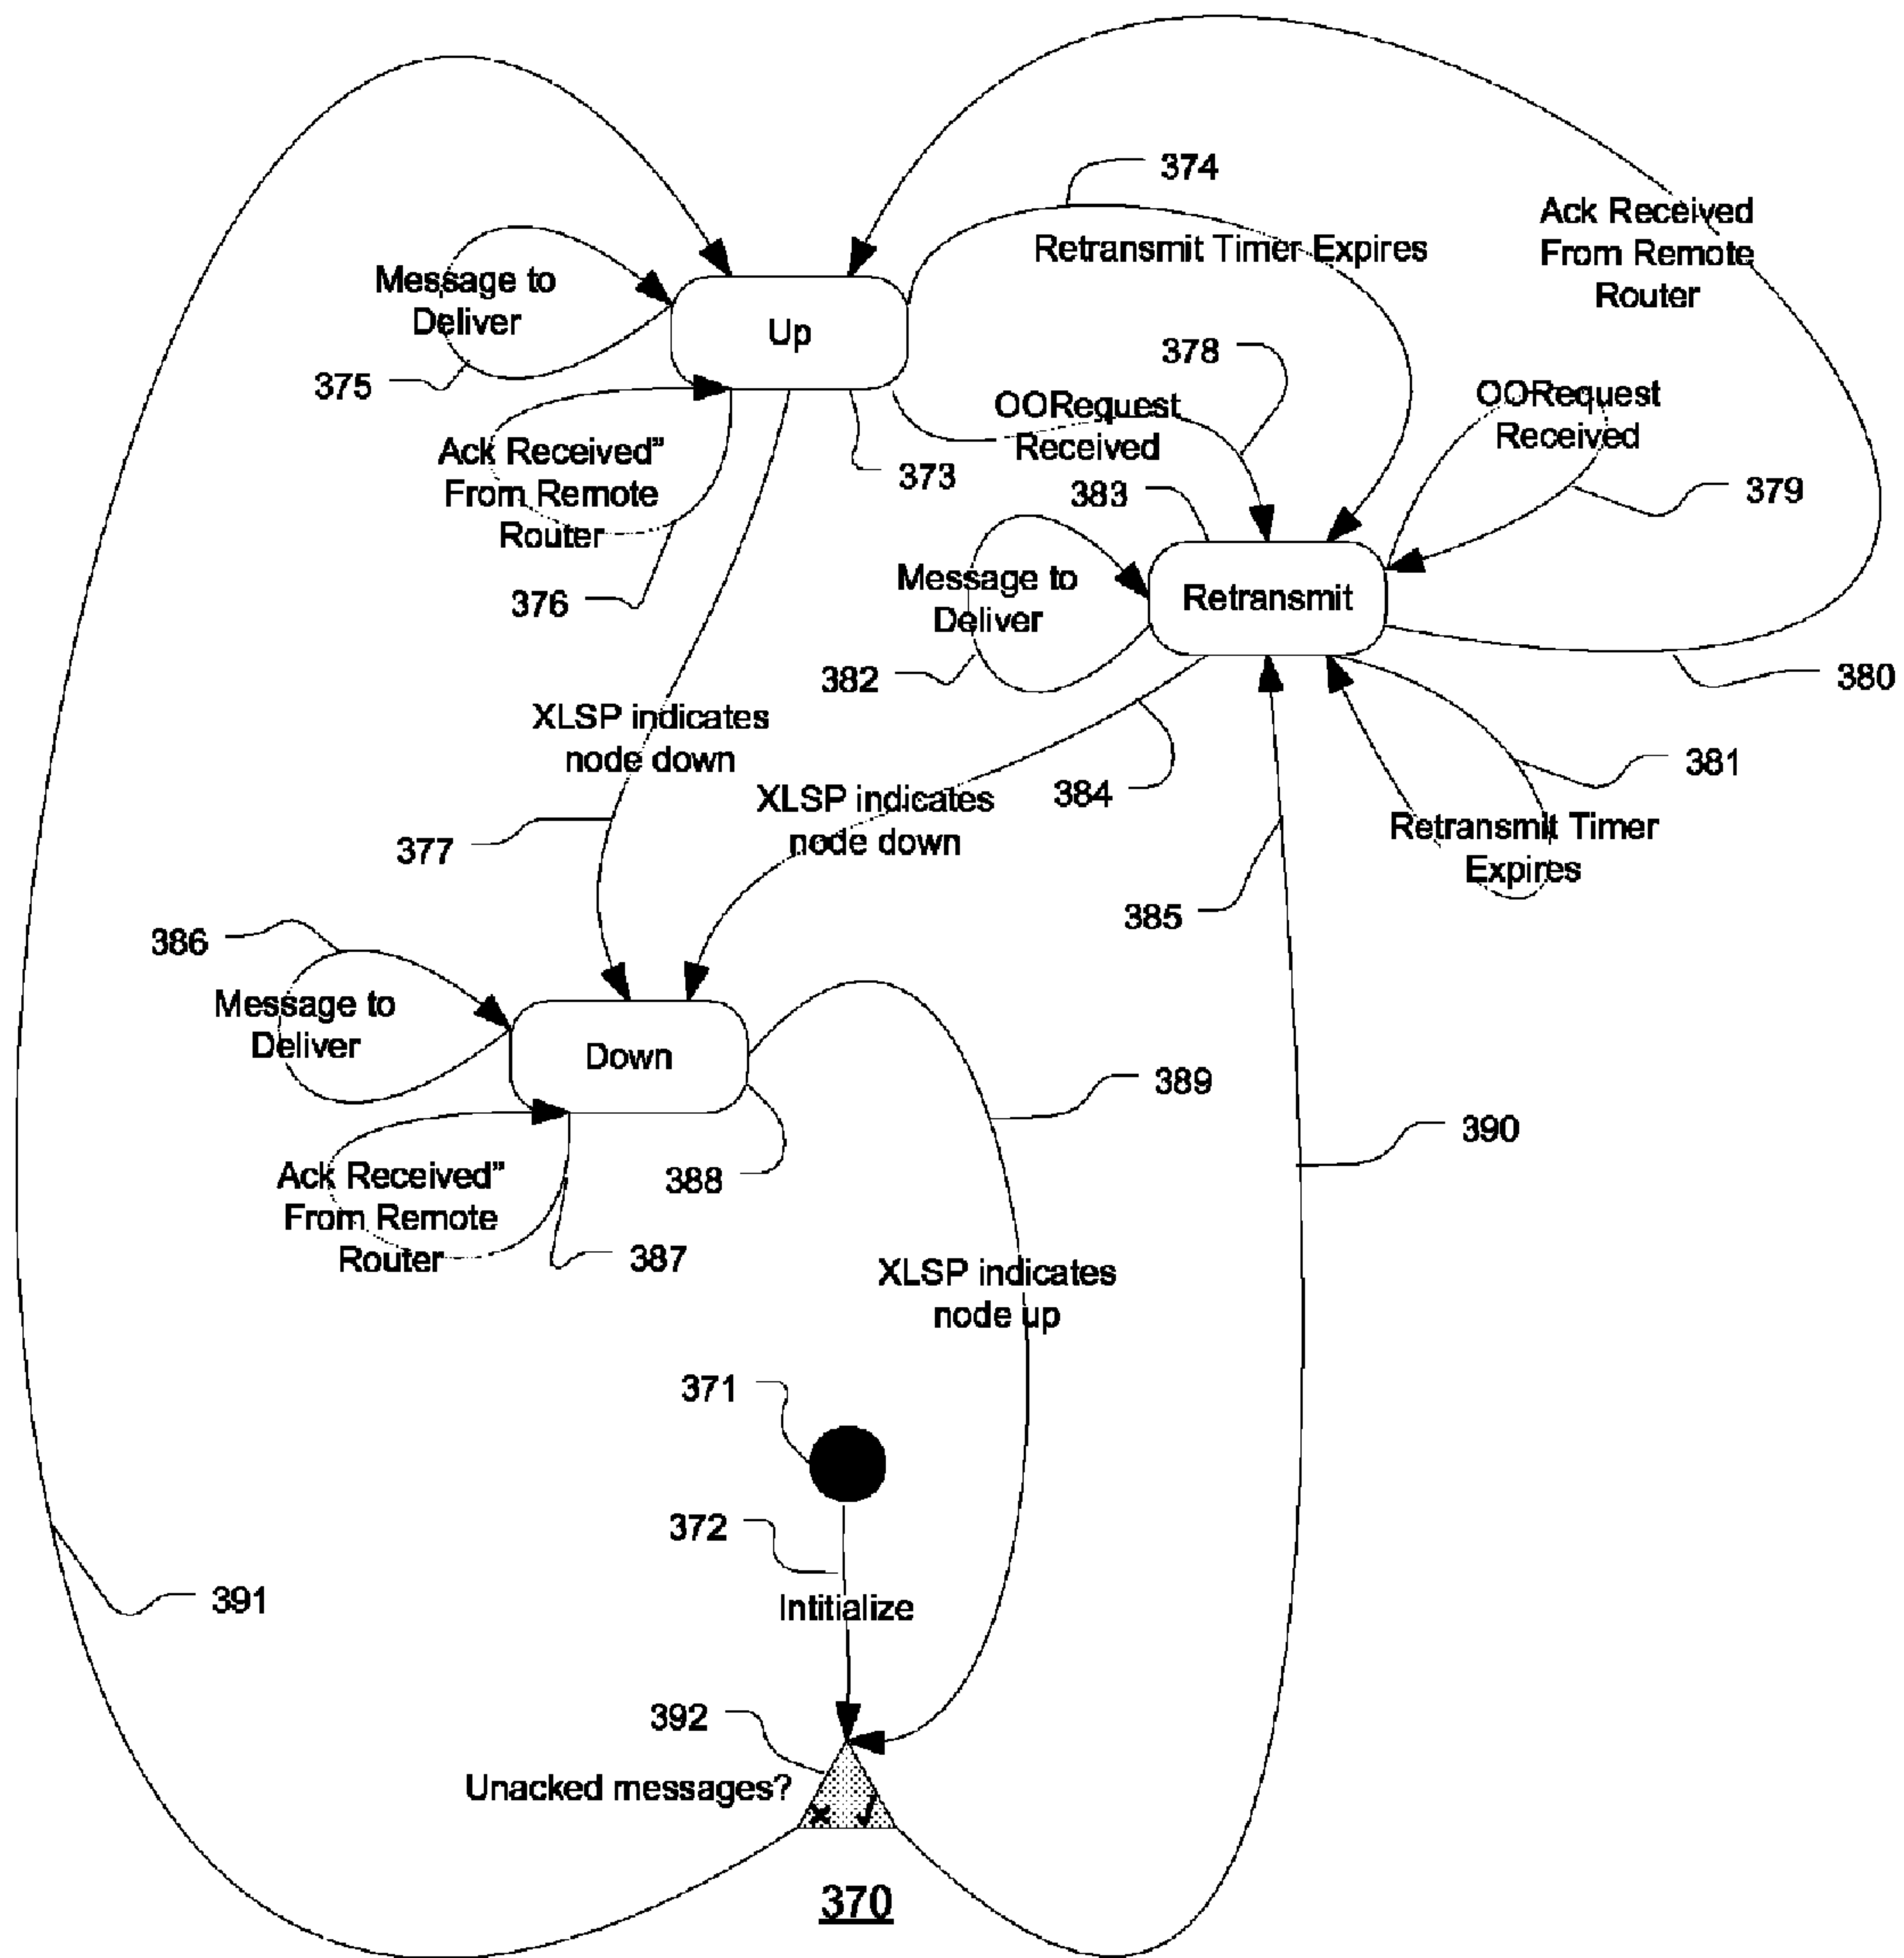 374
Ack Received
From Remote
Router
Retransmit Timer Expires
Message to
Deliver
Up
375
378
OORequest
Received
OORequest
Received
Ack Received”
From Remote
Router
373
383
379
376
Message to
Deliver
Retransmit
382
380
XLSP indicates
node down
381
XLSP indicates
node down
384
Retransmit Timer
Expires
377
385
386
Message to
Deliver
Down
389
390
Ack Received”
From Remote
Router
388
387
XLSP indicates
node up
371
372
Intitialize
391
392
Unacked messages?
370